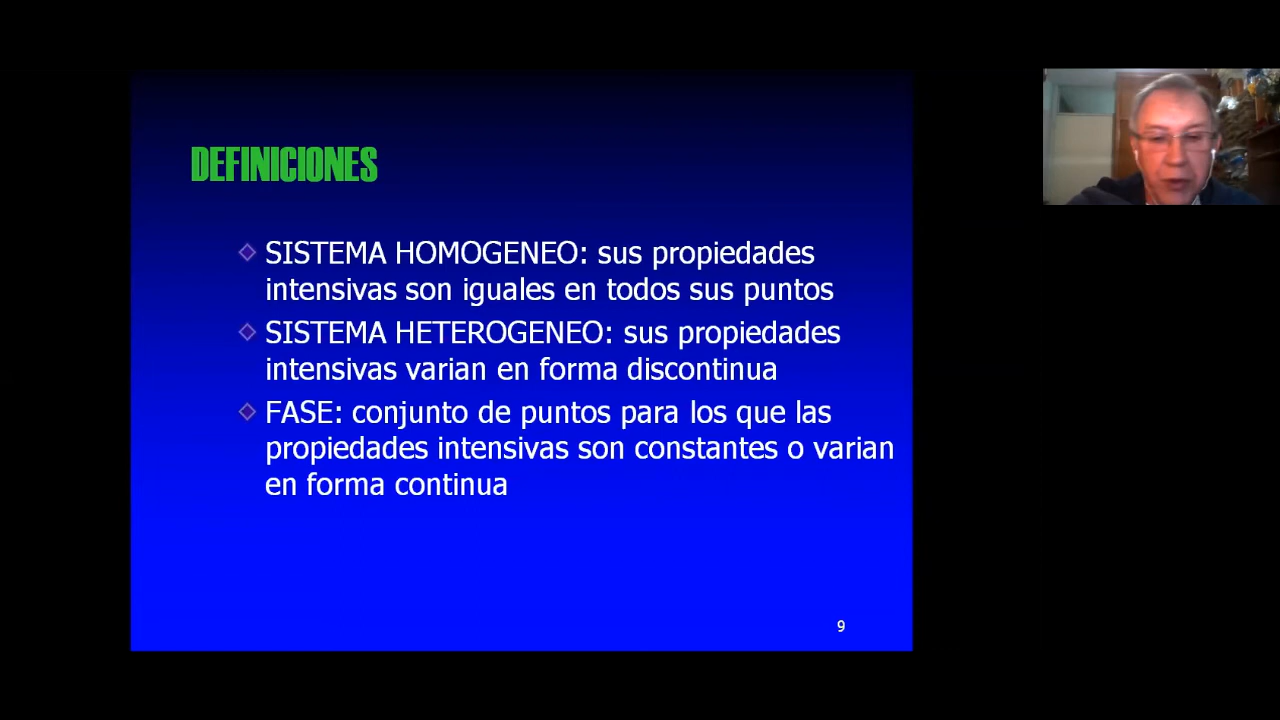 DEFINICIONES
SISTEMA HOMOGENEO: sus propiedades
intensivas son iguales en todos sus puntos
SISTEMA HETEROGENEO: sus propiedades
intensivas varian en forma discontinua
FASE: conjunto de puntos para los que las
propiedades intensivas son constantes o varian
en forma continua
9